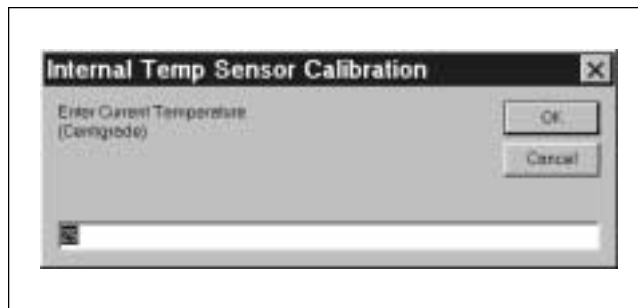 Internal Temp Sensor Calibration
Enter Current Temperature
(Centigrade)
OK
Cancel